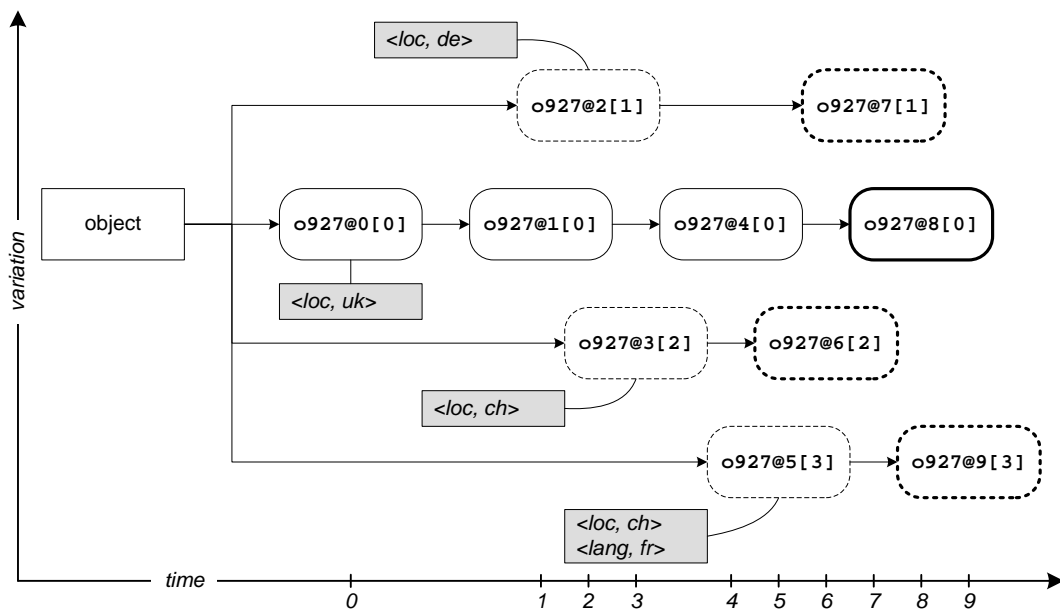 <loc, de>
o927@2[1]
o927@7[1]
object
o927@0[0]
o927@1[0]
o927@4[0]
o927@8[0]
variation
<loc, uk>
o927@3[2]
o927@6[2]
<loc, ch>
o927@5[3]
o927@9[3]
<loc, ch>
<lang, fr>
time
0 1 2 3 4 5 6 7 8 9